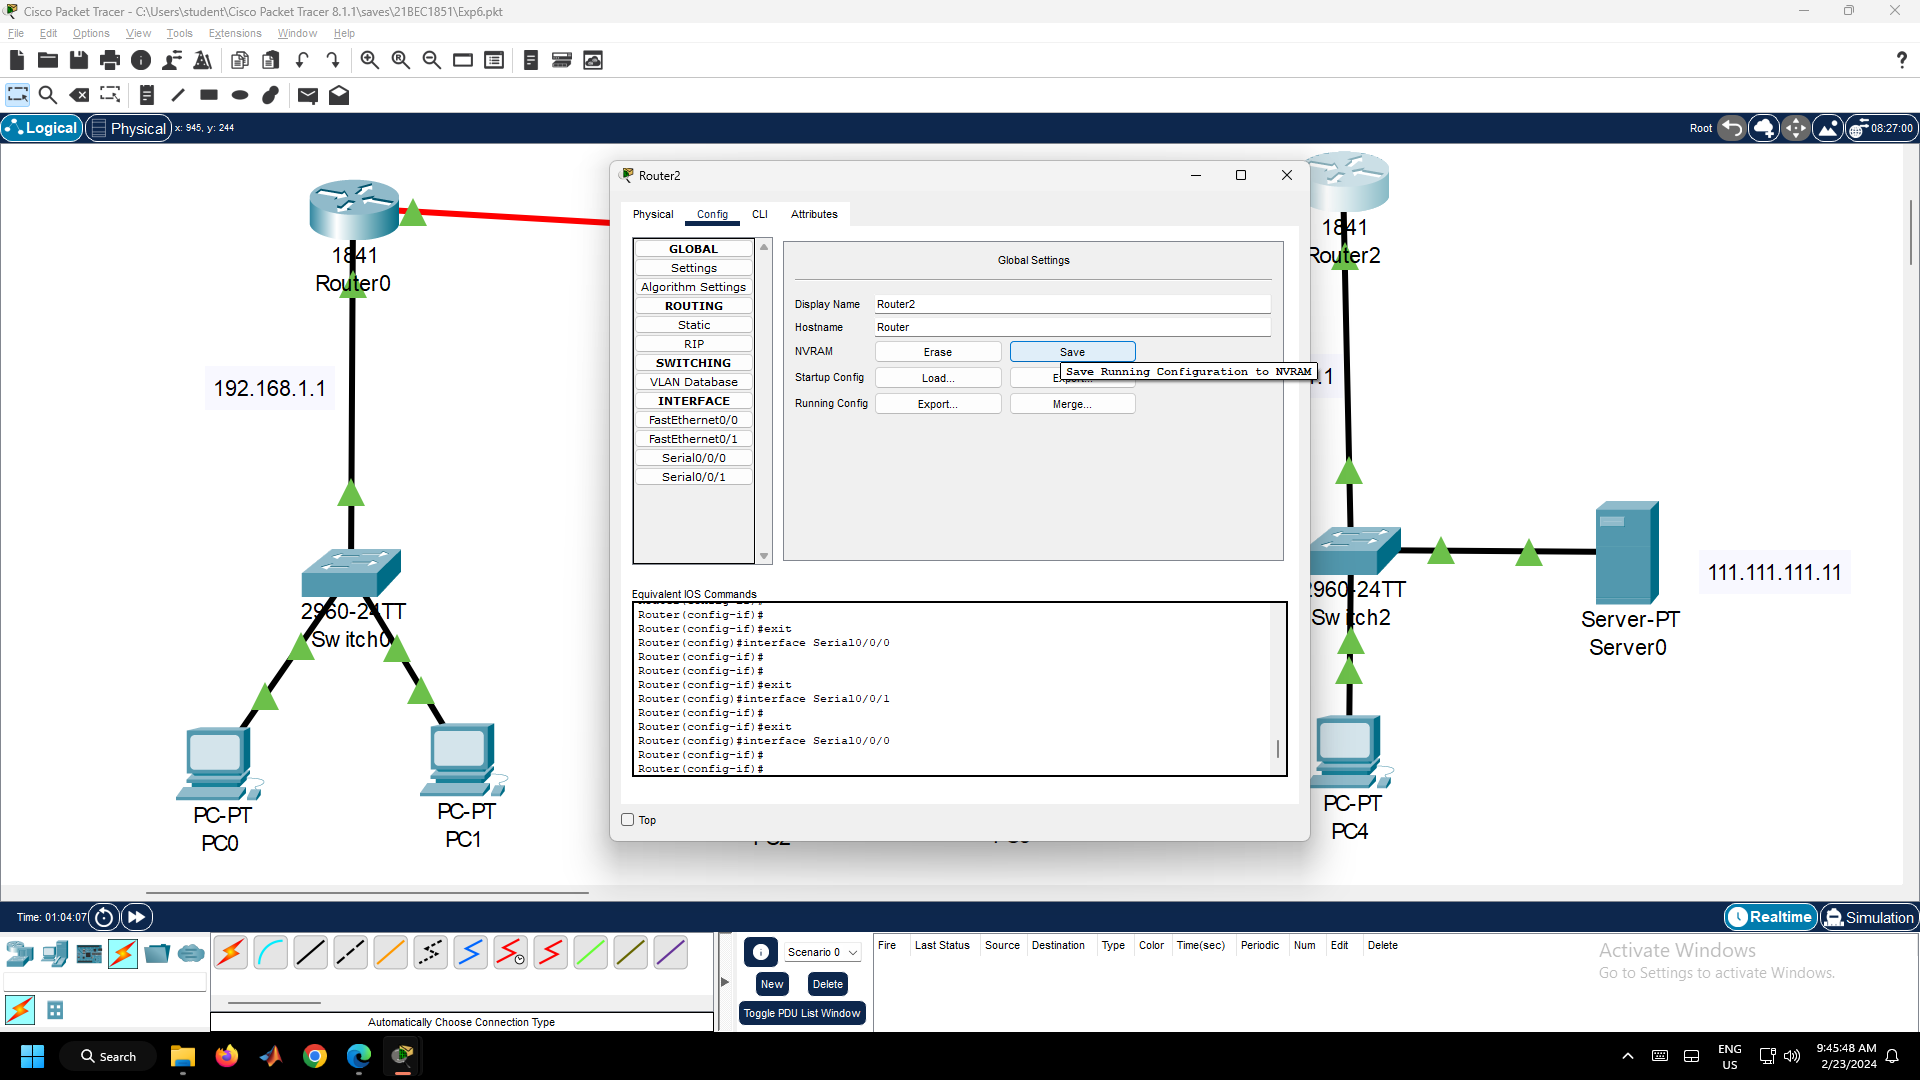 Cisco Packet Tracer - C:\Users\student\Cisco Packet Tracer 8.1.1\saves\21BEC1851\Exp6.pkt
File Edit Options View Tools Extensions Window Help
Logical Physical x: 945, y: 244
Root 08:27:00
Router2
Physical Config CLI Attributes
GLOBAL
Settings
Algorithm Settings
ROUTING
Static
RIP
SWITCHING
VLAN Database
INTERFACE
FastEthernet0/0
FastEthernet0/1
Serial0/0/0
Serial0/0/1
Global Settings
Display Name Router2
Hostname Router
NVRAM Erase Save
Save Running Configuration to NVRAM
Startup Config Load...
Running Config Export... Merge...
Equivalent IOS Commands
Router(config-if)#
Router(config-if)#exit
Router(config)#interface Serial0/0/0
Router(config-if)#
Router(config-if)#
Router(config-if)#exit
Router(config)#interface Serial0/0/1
Router(config-if)#
Router(config-if)#exit
Router(config)#interface Serial0/0/0
Router(config-if)#
Router(config-if)#
Top
1841
Router0
192.168.1.1
2960-24TT
Switch0
PC-PT
PC0
PC-PT
PC1
1841
Router2
.1
2960-24TT
Switch2
Server-PT
Server0
111.111.111.11
PC-PT
PC4
Time: 01:04:07
Realtime Simulation
Automatically Choose Connection Type
Scenario 0
New Delete
Toggle PDU List Window
Fire Last Status Source Destination Type Color Time(sec) Periodic Num Edit Delete
Activate Windows
Go to Settings to activate Windows.
Search
ENG
US
9:45:48 AM
2/23/2024